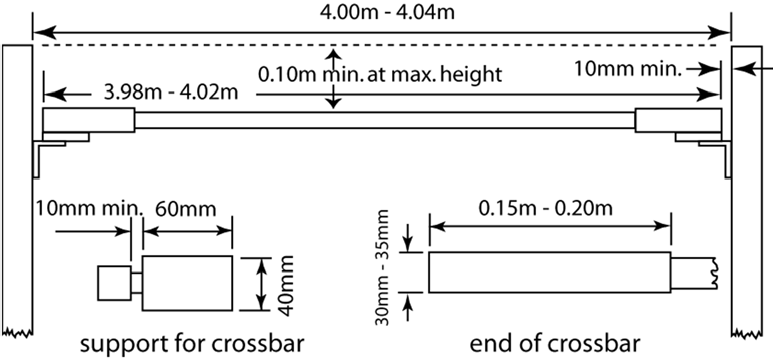 4.00m - 4.04m
0.10m min. at max. height
10mm min.
3.98m - 4.02m
10mm min.
60mm
40mm
support for crossbar
0.15m - 0.20m
30mm - 35mm
end of crossbar